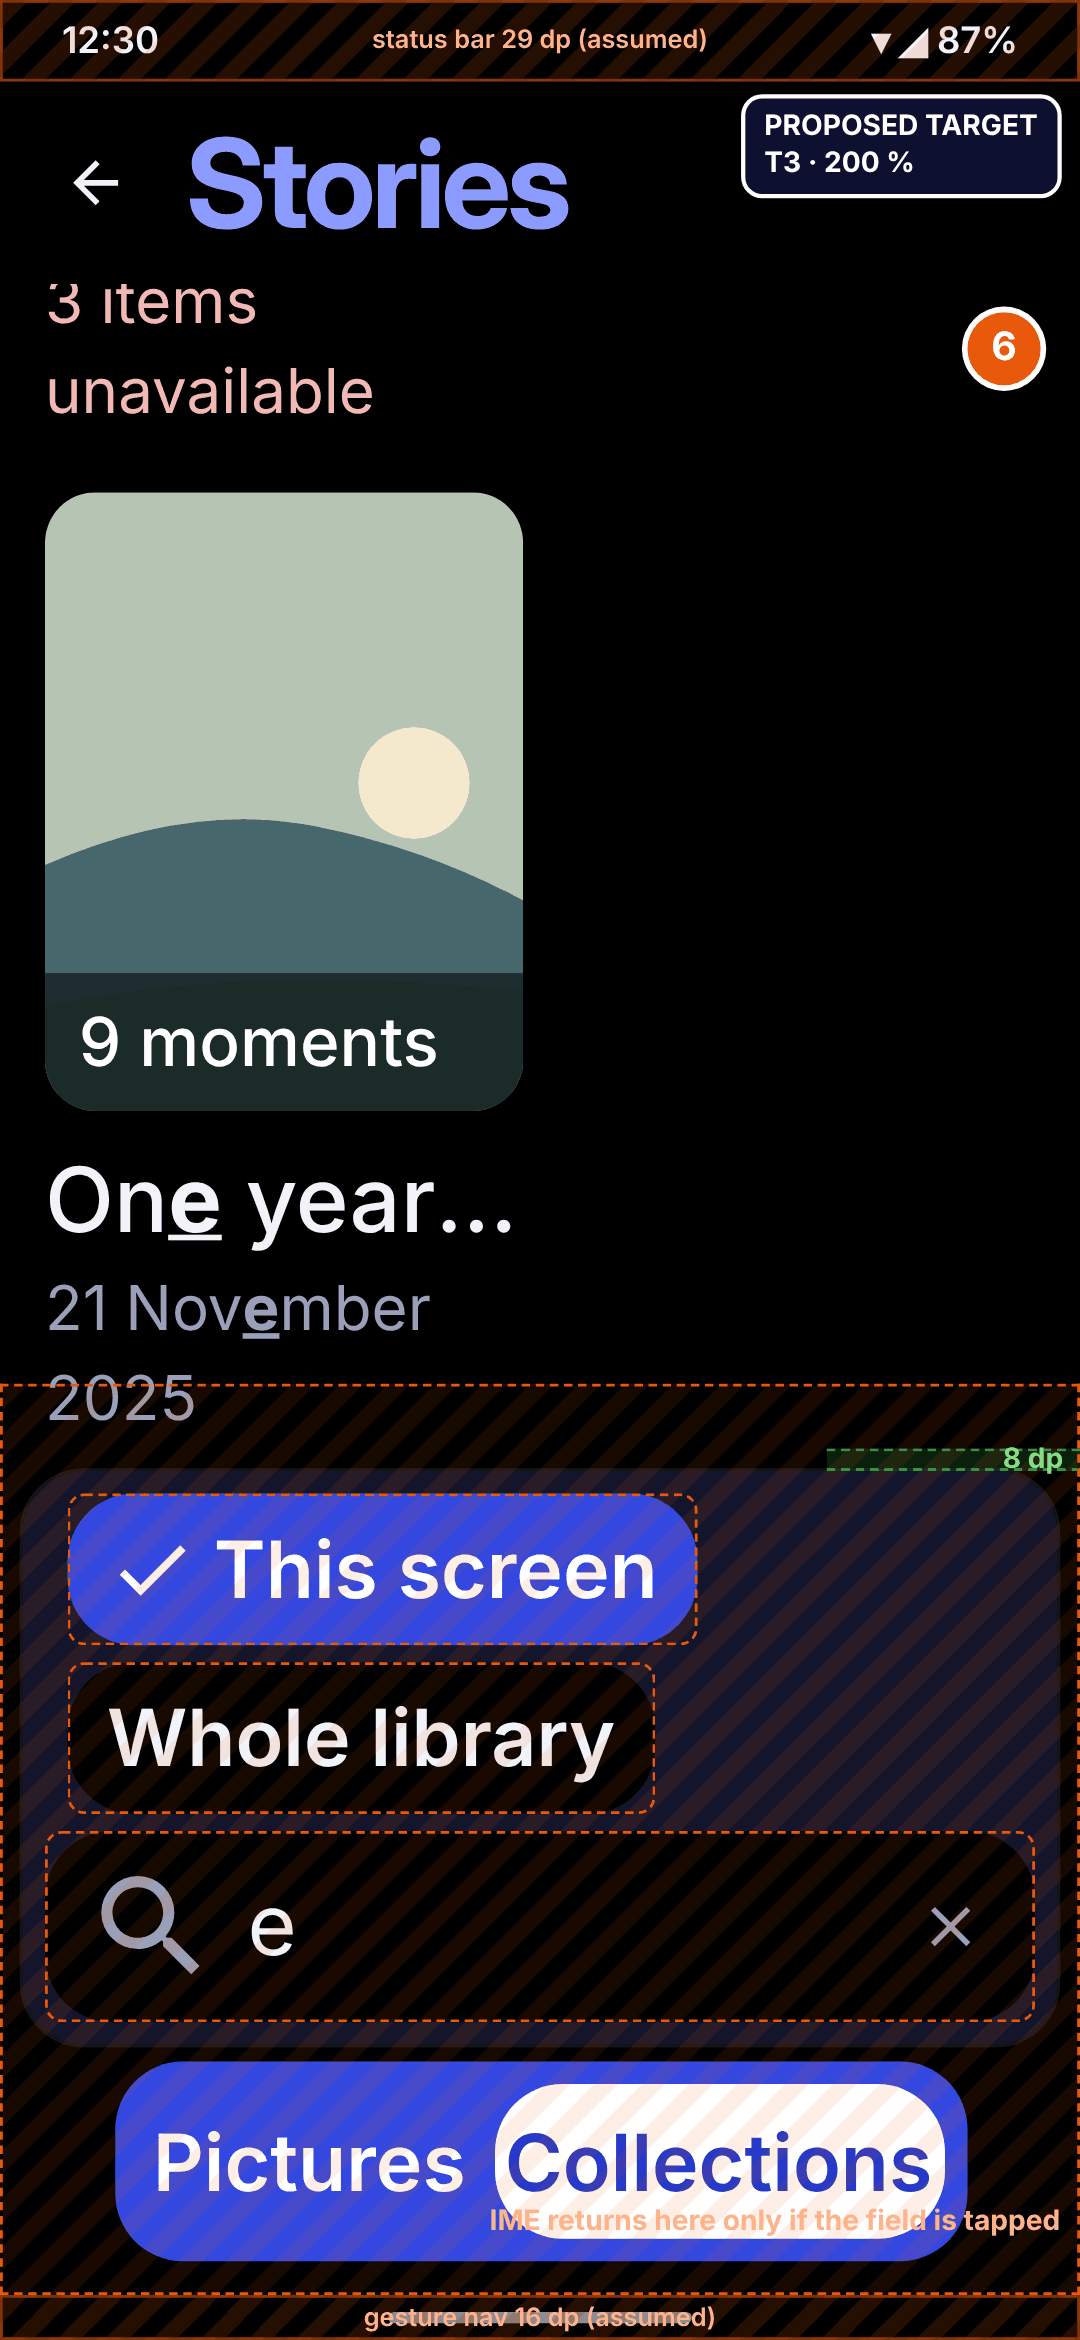 12:30
status bar 29 dp (assumed)
87%
PROPOSED TARGET
T3 · 200 %
Stories
3 items
unavailable
6
9 moments
One year…
21 November
2025
8 dp
This screen
Whole library
e
Pictures
Collections
IME returns here only if the field is tapped
gesture nav 16 dp (assumed)